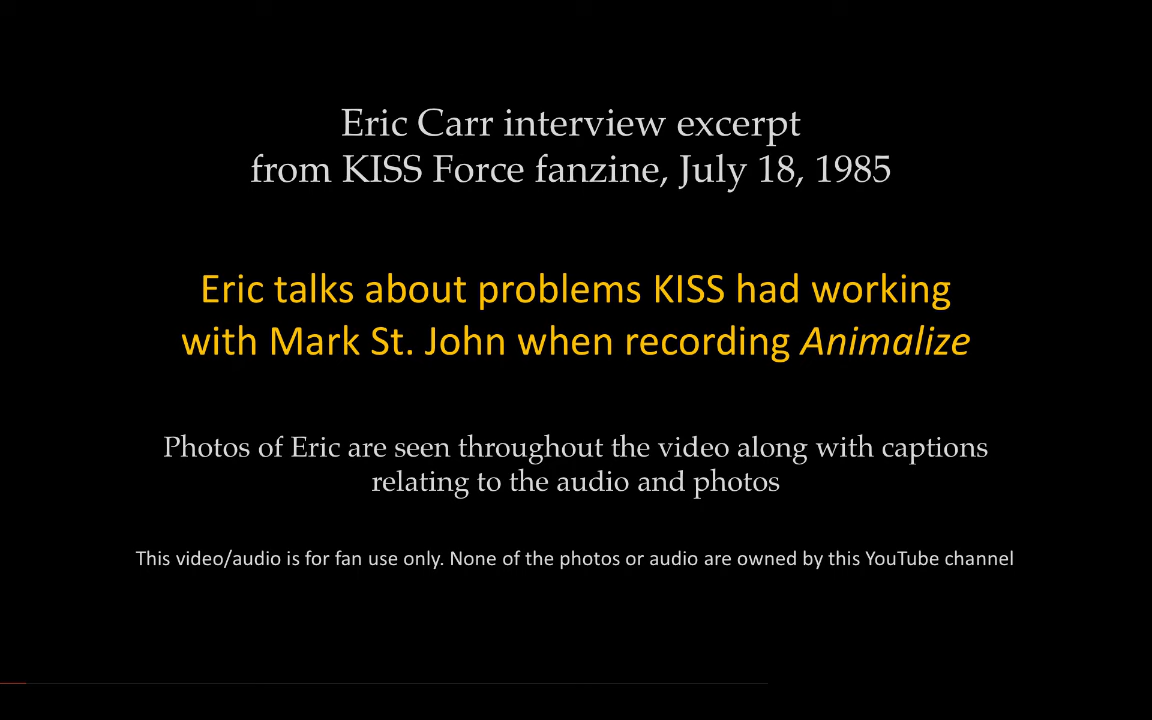 Eric Carr interview excerpt
from KISS Force fanzine, July 18, 1985
Eric talks about problems KISS had working
with Mark St. John when recording Animalize
Photos of Eric are seen throughout the video along with captions
relating to the audio and photos
This video/audio is for fan use only. None of the photos or audio are owned by this YouTube channel